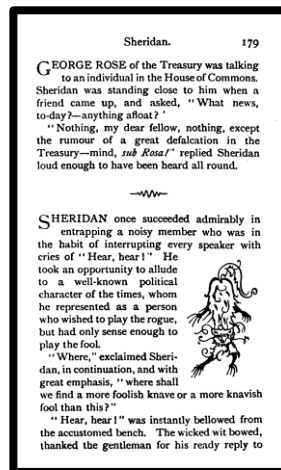 Sheridan. 179
GEORGE ROSE of the Treasury was talking
to an individual in the House of Commons.
Sheridan was standing close to him when a
friend came up, and asked, "What news,
to-day?—anything afloat?'
"Nothing, my dear fellow, nothing, except
the rumour of a great defalcation in the
Treasury—mind, sub Rosa!' replied Sheridan
loud enough to have been heard all round.
SHERIDAN once succeeded admirably in
entrapping a noisy member who was in
the habit of interrupting every speaker with
cries of "Hear, hear!" He
took an opportunity to allude
to a well-known political
character of the times, whom
he represented as a person
who wished to play the rogue,
but had only sense enough to
play the fool.
"Where," exclaimed Sheri-
dan, in continuation, and with
great emphasis, "where shall
we find a more foolish knave or a more knavish
fool than this?"
"Hear, hear!" was instantly bellowed from
the accustomed bench. The wicked wit bowed,
thanked the gentleman for his ready reply to